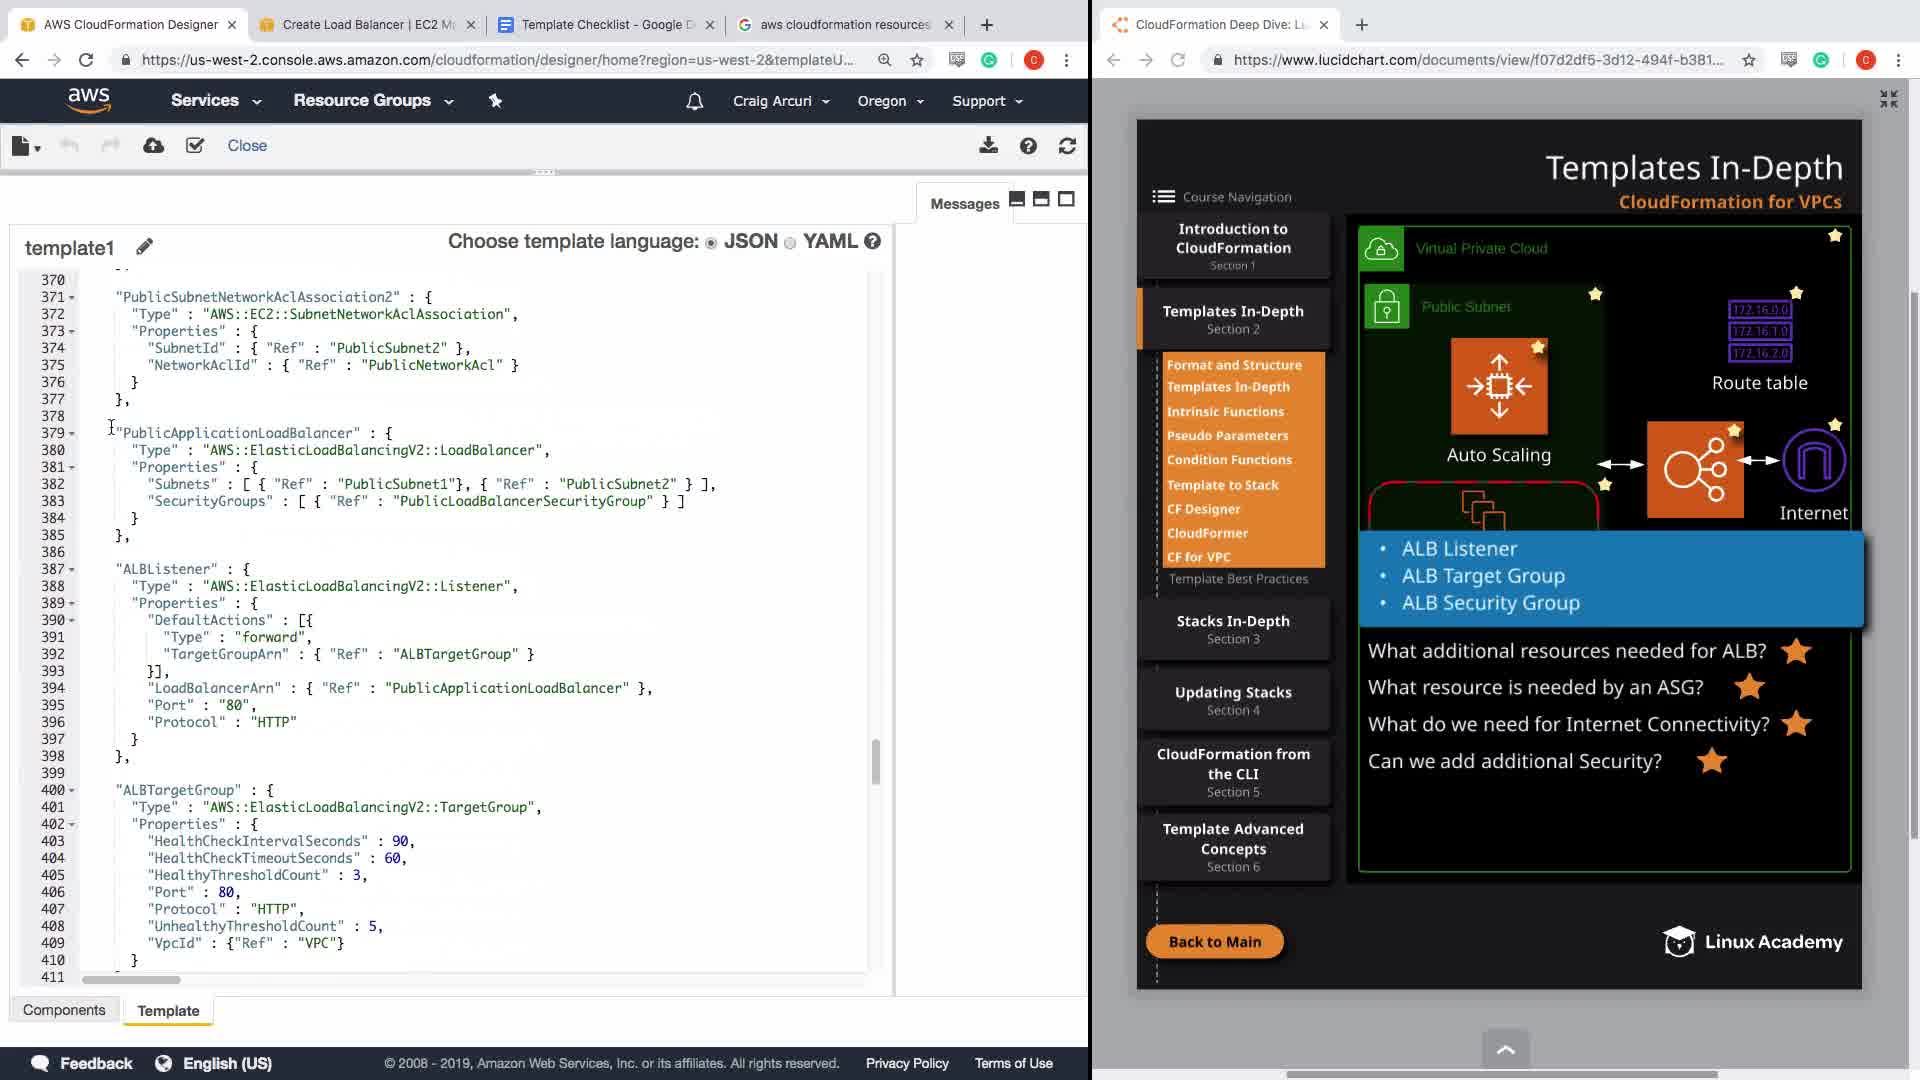 AWS CloudFormation Designer
Create Load Balancer | EC2 M
Template Checklist - Google D
aws cloudformation resources
CloudFormation Deep Dive: Lu
https://us-west-2.console.aws.amazon.com/cloudformation/designer/home?region=us-west-2&templateU...
C
https://www.lucidchart.com/documents/view/f07d2df5-3d12-494f-b381...
C
aws
Services
Resource Groups
Craig Arcuri
Oregon
Support
Close
Messages
template1
Choose template language:
JSON
YAML
370
371 "PublicSubnetNetworkAclAssociation2" : {
372 "Type" : "AWS::EC2::SubnetNetworkAclAssociation",
373 "Properties" : {
374 "SubnetId" : { "Ref" : "PublicSubnet2" },
375 "NetworkAclId" : { "Ref" : "PublicNetworkAcl" }
376 }
377 },
378
379 "PublicApplicationLoadBalancer" : {
380 "Type" : "AWS::ElasticLoadBalancingV2::LoadBalancer",
381 "Properties" : {
382 "Subnets" : [ { "Ref" : "PublicSubnet1"}, { "Ref" : "PublicSubnet2" } ],
383 "SecurityGroups" : [ { "Ref" : "PublicLoadBalancerSecurityGroup" } ]
384 }
385 },
386
387 "ALBListener" : {
388 "Type" : "AWS::ElasticLoadBalancingV2::Listener",
389 "Properties" : {
390 "DefaultActions" : [{
391 "Type" : "forward",
392 "TargetGroupArn" : { "Ref" : "ALBTargetGroup" }
393 }],
394 "LoadBalancerArn" : { "Ref" : "PublicApplicationLoadBalancer" },
395 "Port" : "80",
396 "Protocol" : "HTTP"
397 }
398 },
399
400 "ALBTargetGroup" : {
401 "Type" : "AWS::ElasticLoadBalancingV2::TargetGroup",
402 "Properties" : {
403 "HealthCheckIntervalSeconds" : 90,
404 "HealthCheckTimeoutSeconds" : 60,
405 "HealthyThresholdCount" : 3,
406 "Port" : 80,
407 "Protocol" : "HTTP",
408 "UnhealthyThresholdCount" : 5,
409 "VpcId" : {"Ref" : "VPC"}
410 }
411
Components
Template
Feedback
English (US)
© 2008 - 2019, Amazon Web Services, Inc. or its affiliates. All rights reserved.
Privacy Policy
Terms of Use
Templates In-Depth
CloudFormation for VPCs
Course Navigation
Introduction to
CloudFormation
Section 1
Templates In-Depth
Section 2
Format and Structure
Templates In-Depth
Intrinsic Functions
Pseudo Parameters
Condition Functions
Template to Stack
CF Designer
CloudFormer
CF for VPC
Template Best Practices
Stacks In-Depth
Section 3
Updating Stacks
Section 4
CloudFormation from
the CLI
Section 5
Template Advanced
Concepts
Section 6
Back to Main
Virtual Private Cloud
Public Subnet
Auto Scaling
172.16.0.0
172.16.1.0
172.16.2.0
Route table
Internet
• ALB Listener
• ALB Target Group
• ALB Security Group
What additional resources needed for ALB?
What resource is needed by an ASG?
What do we need for Internet Connectivity?
Can we add additional Security?
Linux Academy